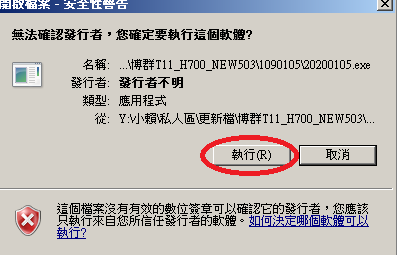 開啟檔案 - 安全性警告
無法確認發行者，您確定要執行這個軟體?
名稱: ...\博群T11_H700_NEW503\1090105\20200105.exe
發行者: 發行者不明
類型: 應用程式
從: Y:\小賴私人區\更新檔\博群T11_H700_NEW503\...
執行(R) 取消
這個檔案沒有有效的數位簽章可以確認它的發行者，您應該
只執行來自您所信任發行者的軟體。如何決定哪個軟體可以
執行?